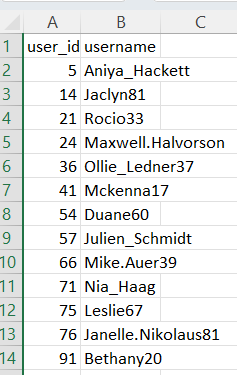 A B C
1 user_id username
2 5 Aniya_Hackett
3 14 Jaclyn81
4 21 Rocio33
5 24 Maxwell.Halvorson
6 36 Ollie_Ledner37
7 41 Mckenna17
8 54 Duane60
9 57 Julien_Schmidt
10 66 Mike.Auer39
11 71 Nia_Haag
12 75 Leslie67
13 76 Janelle.Nikolaus81
14 91 Bethany20